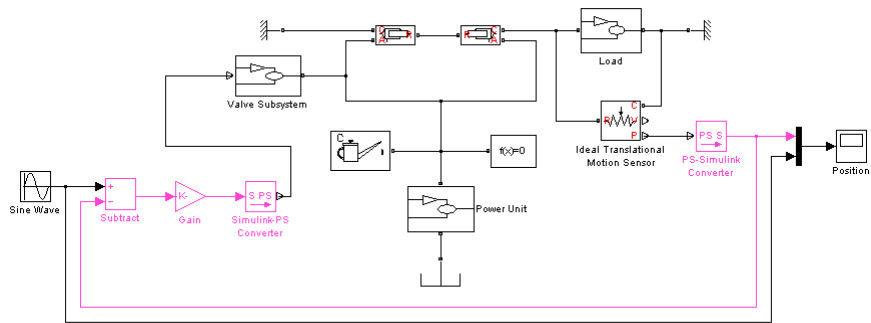 C
A
R
R
C
A
Load
Valve Subsystem
C
R
V
P
Ideal Translational
Motion Sensor
PS S
PS-Simulink
Converter
Position
C
f(x)=0
Sine Wave
+
−
Subtract
K-
Gain
S PS
Simulink-PS
Converter
Power Unit